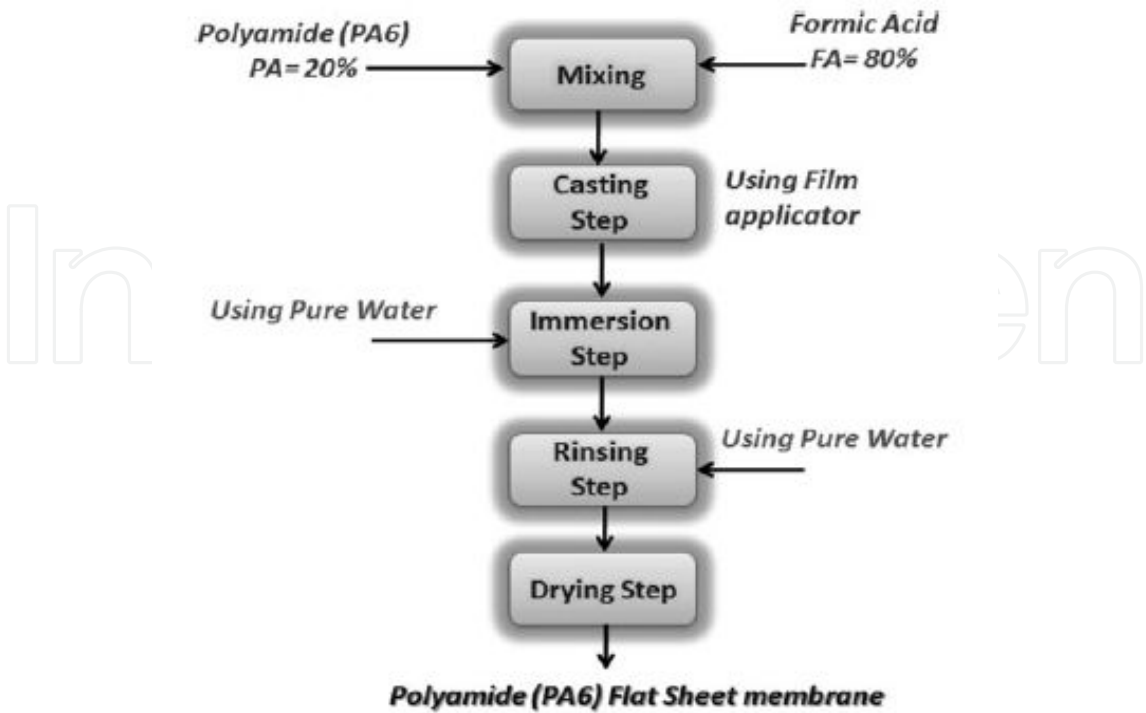 Polyamide (PA6)
PA= 20%
Formic Acid
FA= 80%
Mixing
Casting
Step
Using Film
applicator
Using Pure Water
Immersion
Step
Rinsing
Step
Using Pure Water
Drying Step
Polyamide (PA6) Flat Sheet membrane